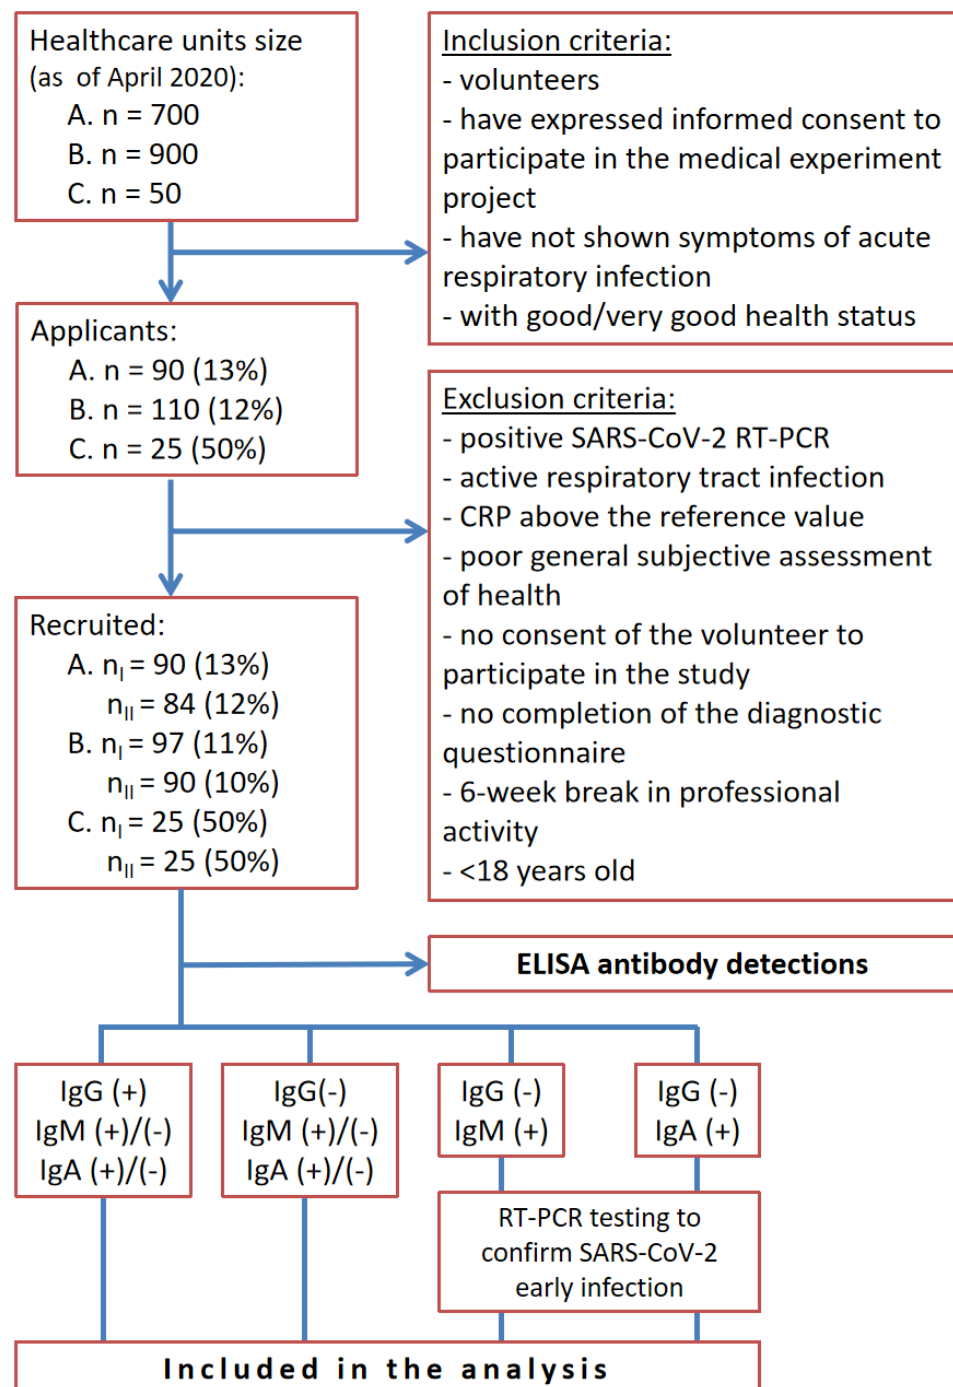 Healthcare units size
(as of April 2020):
A. n = 700
B. n = 900
C. n = 50
Inclusion criteria:
- volunteers
- have expressed informed consent to
participate in the medical experiment
project
- have not shown symptoms of acute
respiratory infection
- with good/very good health status
Applicants:
A. n = 90 (13%)
B. n = 110 (12%)
C. n = 25 (50%)
Exclusion criteria:
- positive SARS-CoV-2 RT-PCR
- active respiratory tract infection
- CRP above the reference value
- poor general subjective assessment
of health
- no consent of the volunteer to
participate in the study
- no completion of the diagnostic
questionnaire
- 6-week break in professional
activity
- <18 years old
Recruited:
A. nI = 90 (13%)
nII = 84 (12%)
B. nI = 97 (11%)
nII = 90 (10%)
C. nI = 25 (50%)
nII = 25 (50%)
ELISA antibody detections
IgG (+)
IgM (+)/(-)
IgA (+)/(-)
IgG(-)
IgM (+)/(-)
IgA (+)/(-)
IgG (-)
IgM (+)
IgG (-)
IgA (+)
RT-PCR testing to
confirm SARS-CoV-2
early infection
Included in the analysis